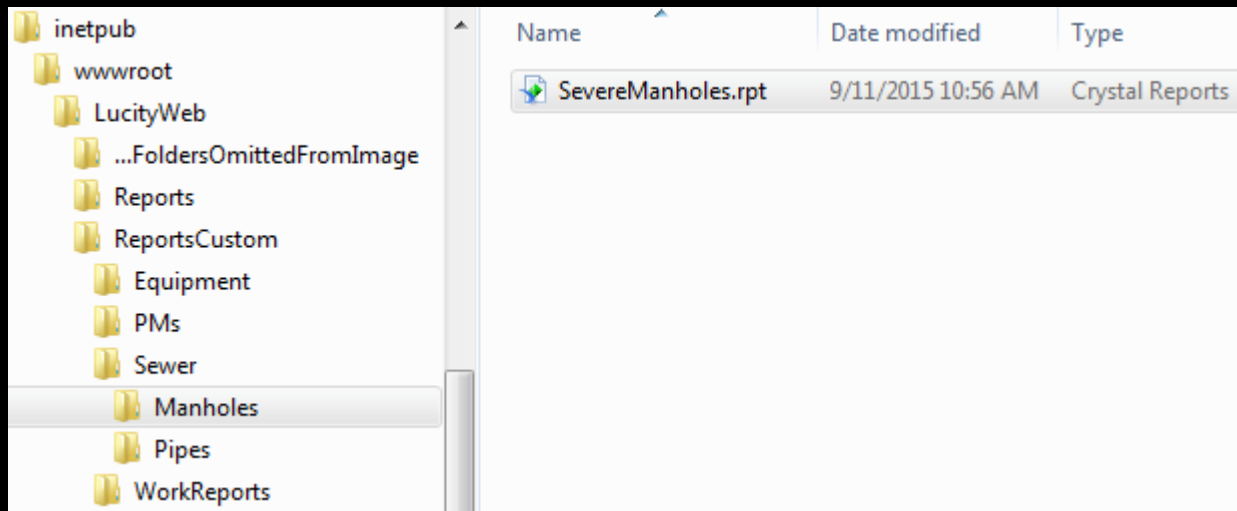 inetpub
wwwroot
LucityWeb
...FoldersOmittedFromImage
Reports
ReportsCustom
Equipment
PMs
Sewer
Manholes
Pipes
WorkReports
Name Date modified Type
SevereManholes.rpt 9/11/2015 10:56 AM Crystal Reports